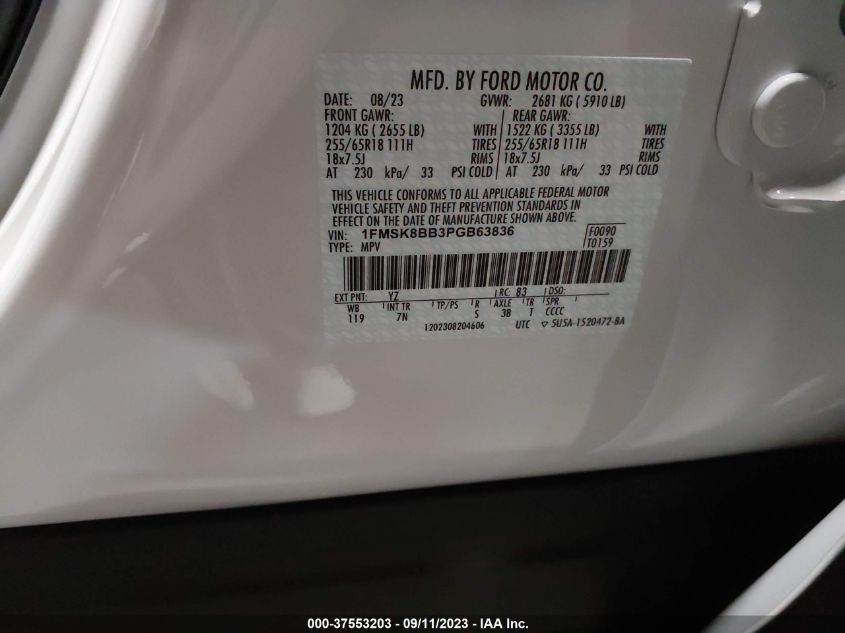 MFD. BY FORD MOTOR CO.
DATE: 08/23 GVWR: 2681 KG ( 5910 LB)
FRONT GAWR: REAR GAWR:
1204 KG ( 2655 LB) WITH 1522 KG ( 3355 LB) WITH
255/65R18 111H TIRES 255/65R18 111H TIRES
18x7.5J RIMS 18x7.5J RIMS
AT 230 kPa/ 33 PSI COLD AT 230 kPa/ 33 PSI COLD
THIS VEHICLE CONFORMS TO ALL APPLICABLE FEDERAL MOTOR
VEHICLE SAFETY AND THEFT PREVENTION STANDARDS IN
EFFECT ON THE DATE OF MANUFACTURE SHOWN ABOVE.
VIN: 1FMSK8BB3PGB63836 F0090
TYPE: MPV T0159
EXT PNT: YZ RC: 83 DSO:
WB INT TR TP/PS R AXLE TR SPR
119 7N S 3B T CCCC
1202308204606 UTC ▽ 5U5A-1520472-BA
000-37553203 - 09/11/2023 - IAA Inc.